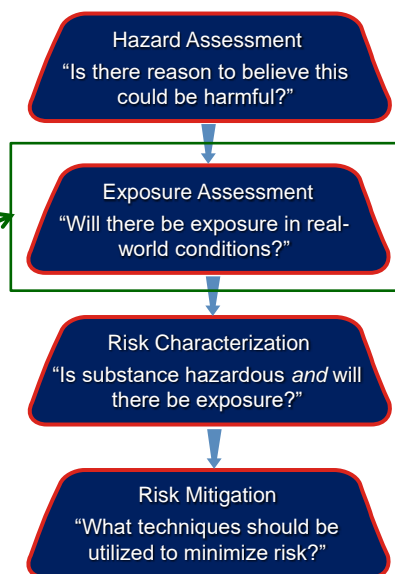 Hazard Assessment
“Is there reason to believe this
could be harmful?”
Exposure Assessment
“Will there be exposure in real-
world conditions?”
Risk Characterization
“Is substance hazardous and will
there be exposure?”
Risk Mitigation
“What techniques should be
utilized to minimize risk?”